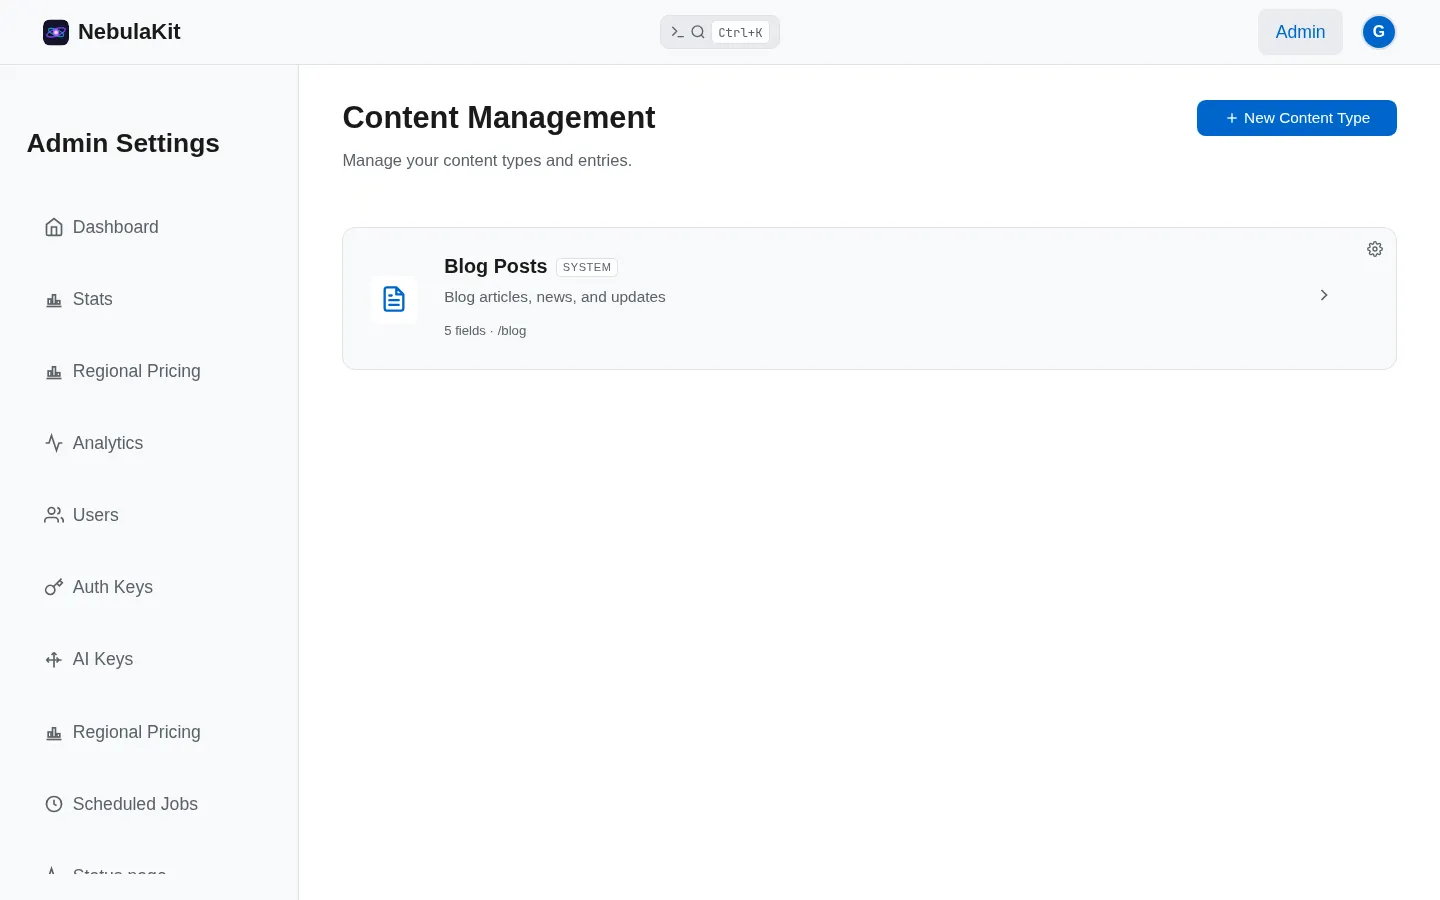 NebulaKit
Ctrl+K
Admin
G
Admin Settings
Dashboard
Stats
Regional Pricing
Analytics
Users
Auth Keys
AI Keys
Regional Pricing
Scheduled Jobs
Status page
Content Management
+ New Content Type
Manage your content types and entries.
Blog Posts SYSTEM
Blog articles, news, and updates
5 fields · /blog